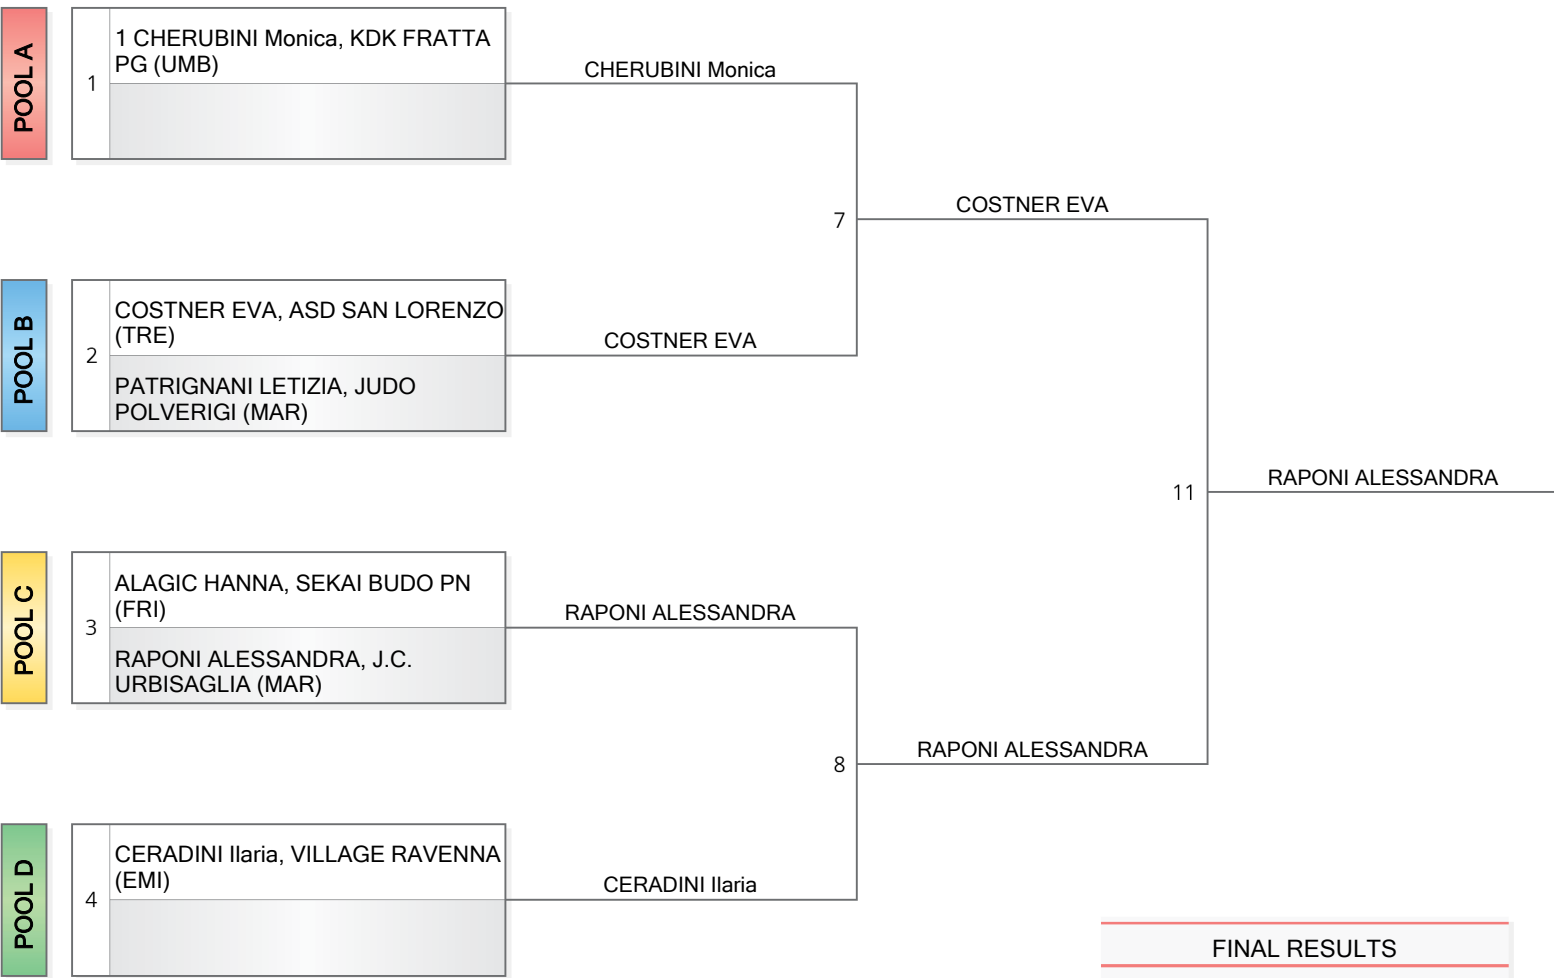 POOL A
1
1 CHERUBINI Monica, KDK FRATTA
PG (UMB)
CHERUBINI Monica
7
COSTNER EVA
POOL B
2
COSTNER EVA, ASD SAN LORENZO
(TRE)
PATRIGNANI LETIZIA, JUDO
POLVERIGI (MAR)
COSTNER EVA
11
RAPONI ALESSANDRA
POOL C
3
ALAGIC HANNA, SEKAI BUDO PN
(FRI)
RAPONI ALESSANDRA, J.C.
URBISAGLIA (MAR)
RAPONI ALESSANDRA
8
RAPONI ALESSANDRA
POOL D
4
CERADINI Ilaria, VILLAGE RAVENNA
(EMI)
CERADINI Ilaria
FINAL RESULTS